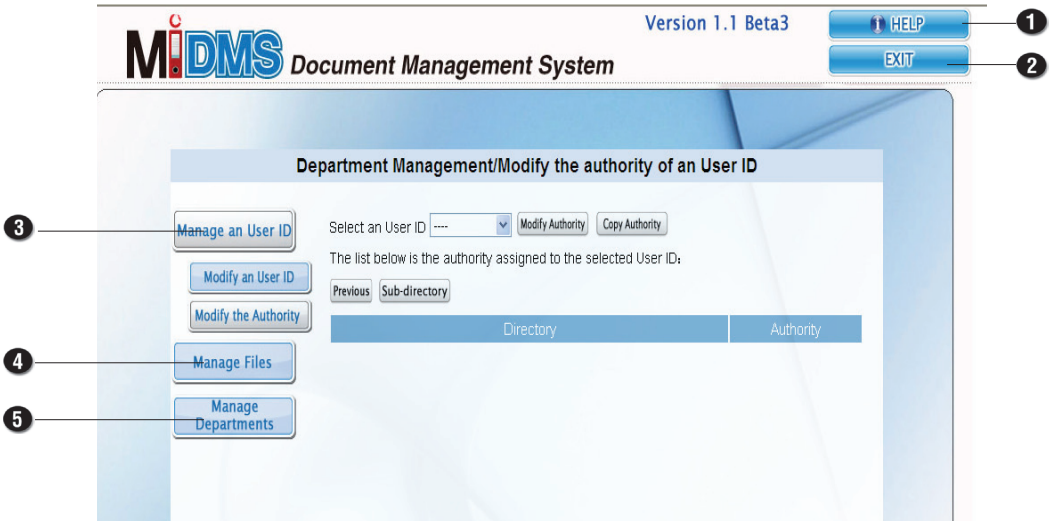 Version 1.1 Beta3
HELP
1
MiDMS Document Management System
EXIT
2
Department Management/Modify the authority of an User ID
3
Manage an User ID
Select an User ID ---- Modify Authority Copy Authority
The list below is the authority assigned to the selected User ID:
Modify an User ID
Previous Sub-directory
Modify the Authority
Directory Authority
4
Manage Files
5
Manage
Departments